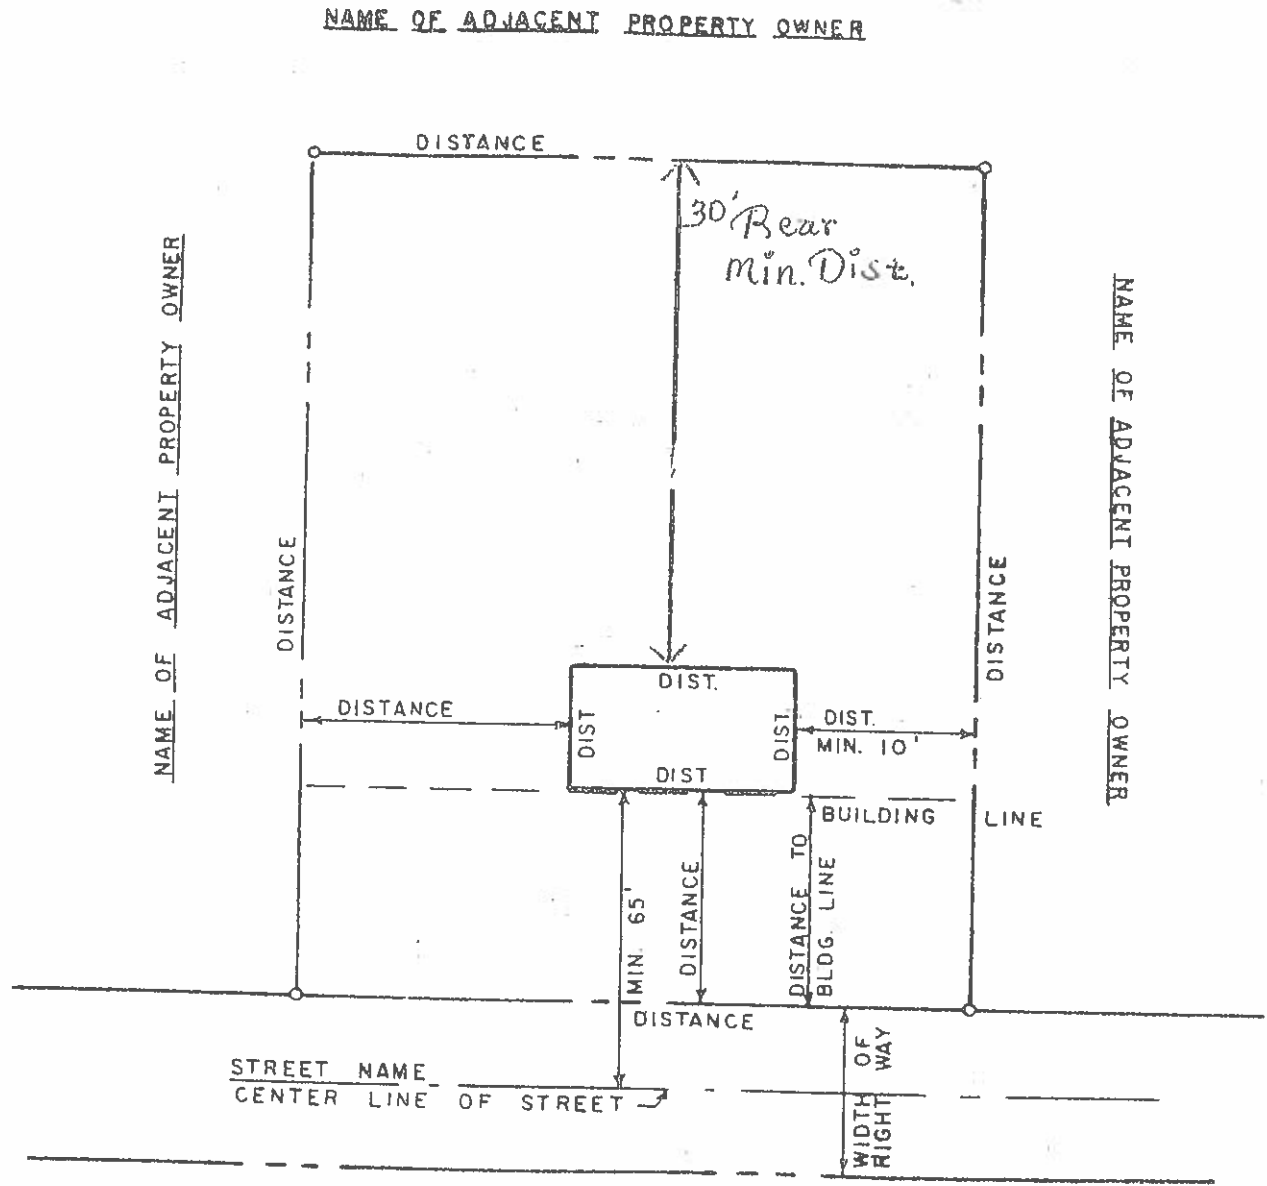 NAME OF ADJACENT PROPERTY OWNER
DISTANCE
30' Rear
Min. Dist.
NAME OF ADJACENT PROPERTY OWNER
NAME OF ADJACENT PROPERTY OWNER
DISTANCE
DISTANCE
DIST.
DISTANCE
DIST
DIST
DIST.
MIN. 10'
DIST
BUILDING LINE
MIN. 65'
DISTANCE
DISTANCE TO
BLDG. LINE
DISTANCE
STREET NAME
CENTER LINE OF STREET
WIDTH OF
RIGHT WAY